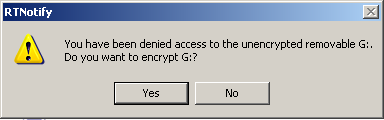 RTNotify
You have been denied access to the unencrypted removable G:.
Do you want to encrypt G:?
Yes
No